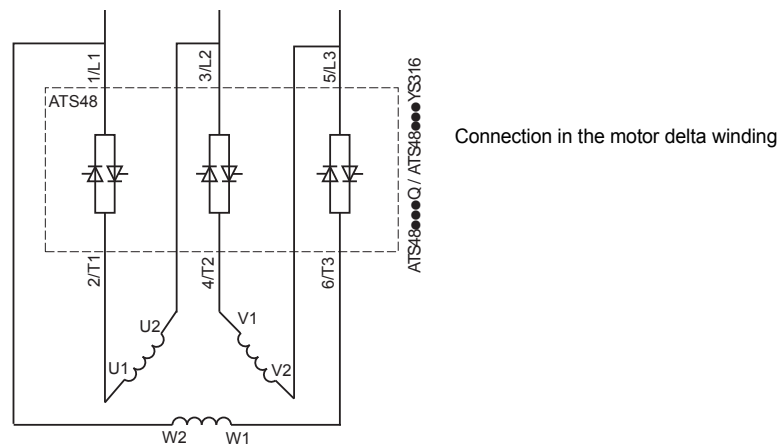 1/L1
3/L2
5/L3
ATS48
ATS48●●●Q / ATS48●●●YS316
Connection in the motor delta winding
2/T1
4/T2
6/T3
U2
V1
U1
V2
W2
W1